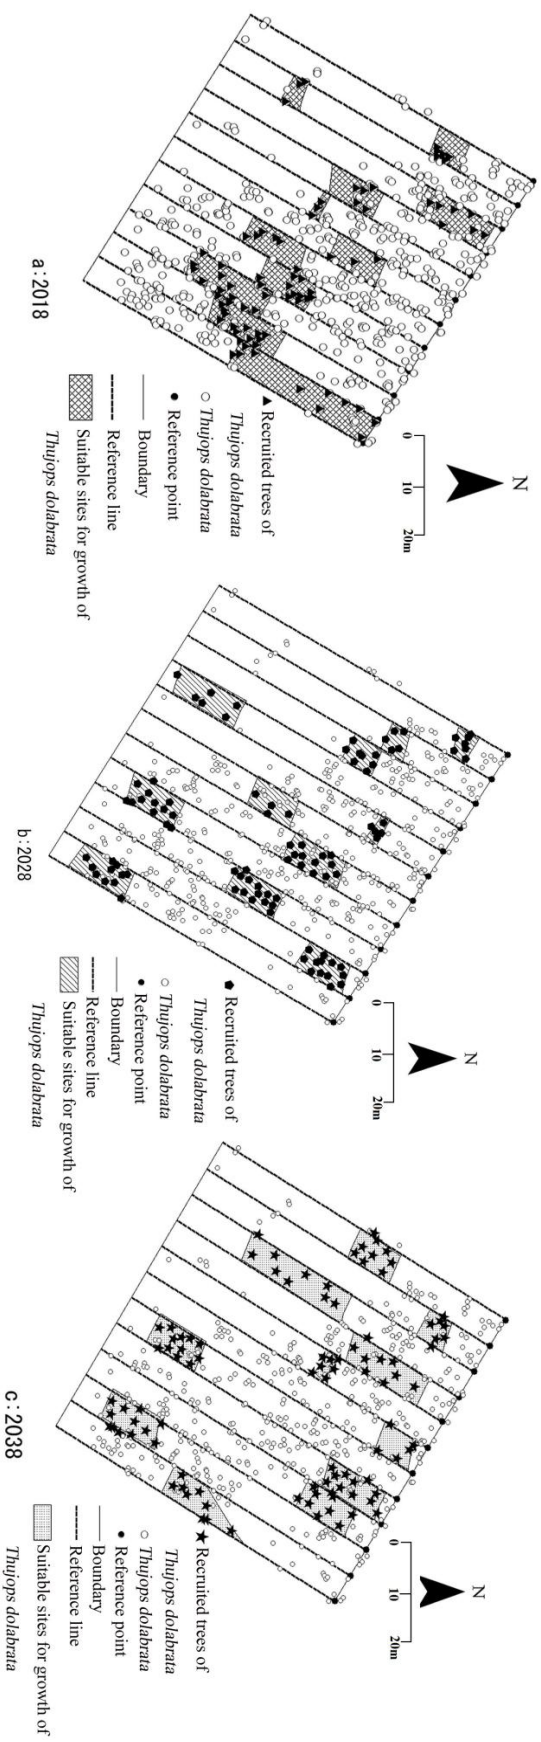 N
0 10 20m
▲ Recruited trees of
Thujops dolabrata
○ Thujops dolabrata
● Reference point
Boundary
Reference line
Suitable sites for growth of
Thujops dolabrata
a:2018
N
0 10 20m
Recruited trees of
Thujops dolabrata
○ Thujops dolabrata
● Reference point
Boundary
Reference line
Suitable sites for growth of
Thujops dolabrata
b:2028
N
0 10 20m
★ Recruited trees of
Thujops dolabrata
○ Thujops dolabrata
● Reference point
Boundary
Reference line
Suitable sites for growth of
Thujops dolabrata
c:2038